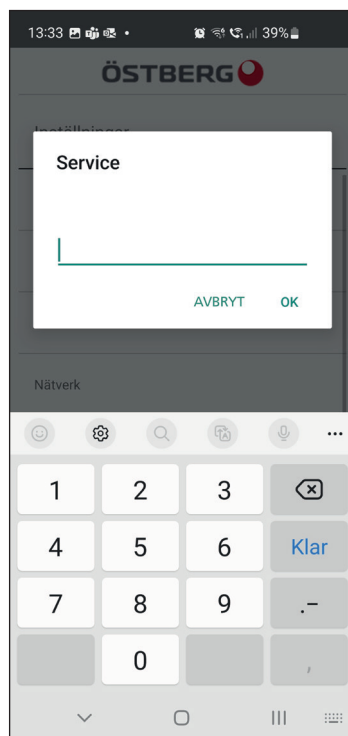 13:33 39%
ÖSTBERG
Inställningar
Service
AVBRYT OK
Nätverk
1 2 3
4 5 6 Klar
7 8 9 .-
0 ,